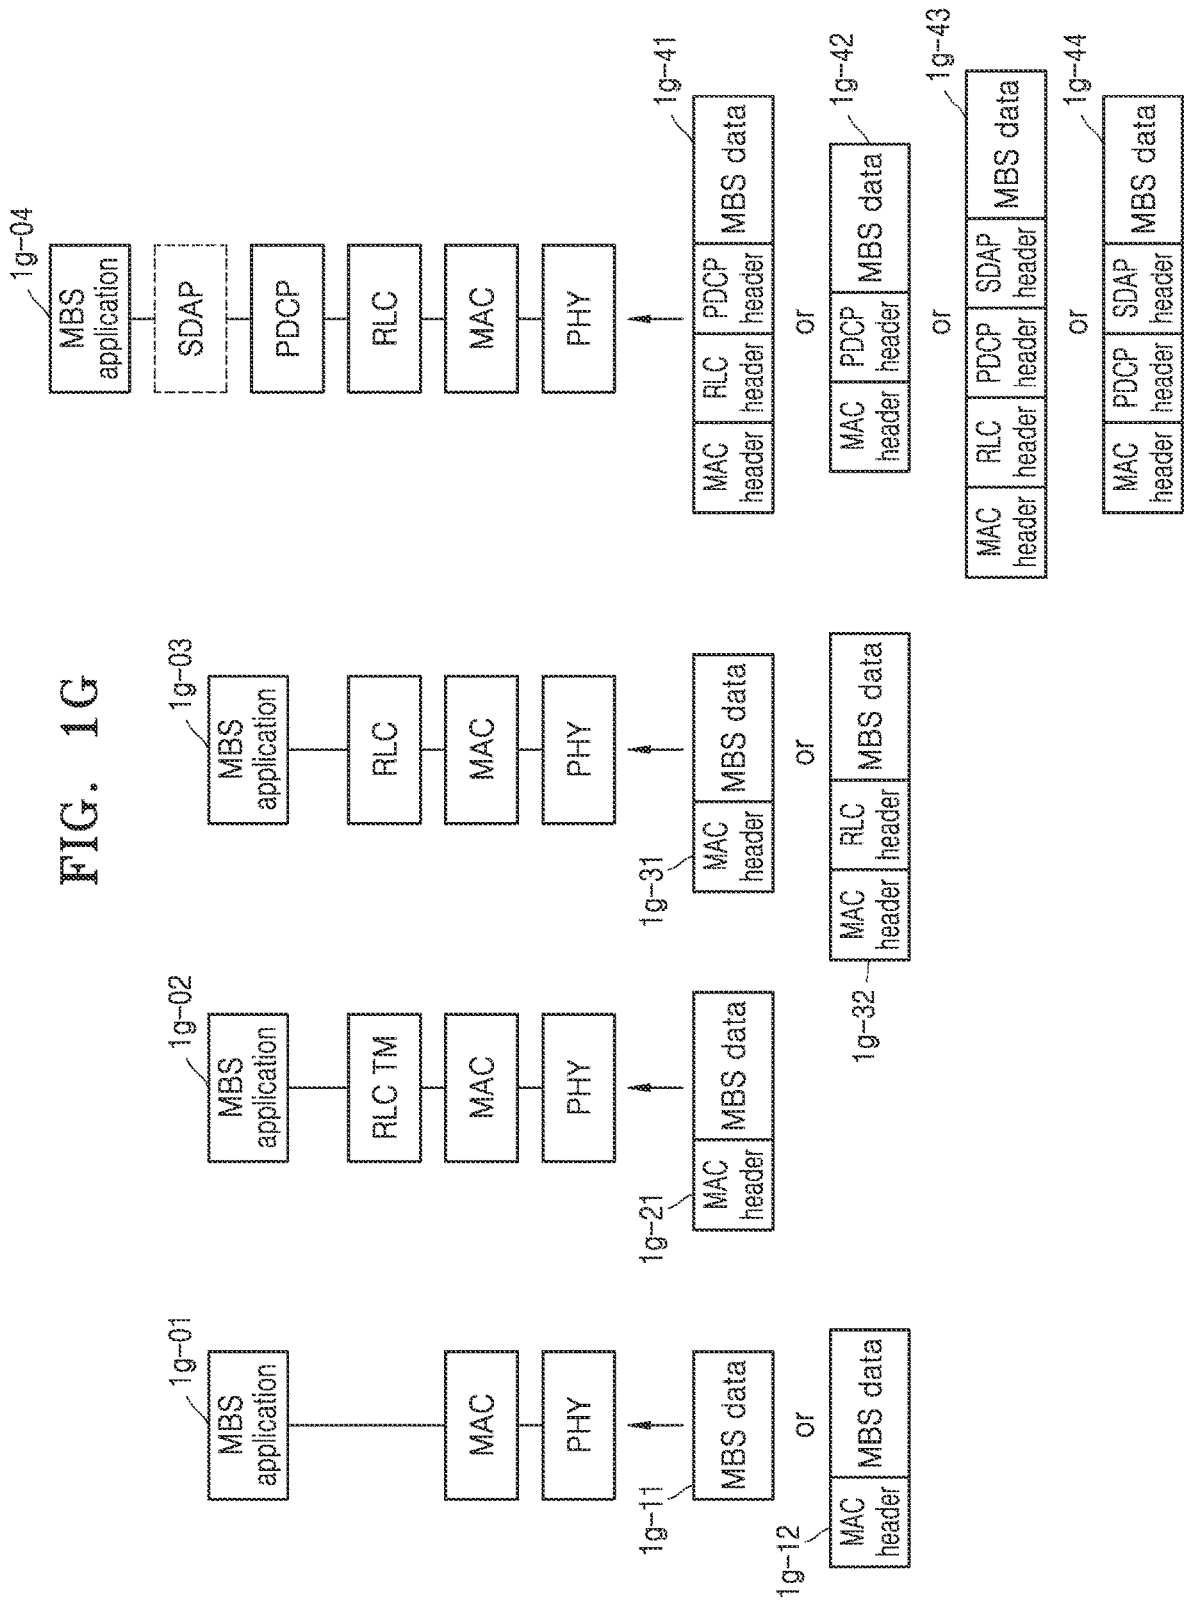 FIG. 1G
1g-01
MBS
application
MAC
PHY
1g-11
MBS data
or
1g-12
MAC
header
MBS data
1g-02
MBS
application
RLC TM
MAC
PHY
1g-21
MAC
header
MBS data
1g-03
MBS
application
RLC
MAC
PHY
1g-31
MAC
header
MBS data
or
1g-32
MAC
header
RLC
header
MBS data
1g-04
MBS
application
SDAP
PDCP
RLC
MAC
PHY
1g-41
MAC
header
RLC
header
PDCP
header
MBS data
or
1g-42
MAC
header
PDCP
header
MBS data
or
1g-43
MAC
header
RLC
header
PDCP
header
SDAP
header
MBS data
or
1g-44
MAC
header
PDCP
header
SDAP
header
MBS data